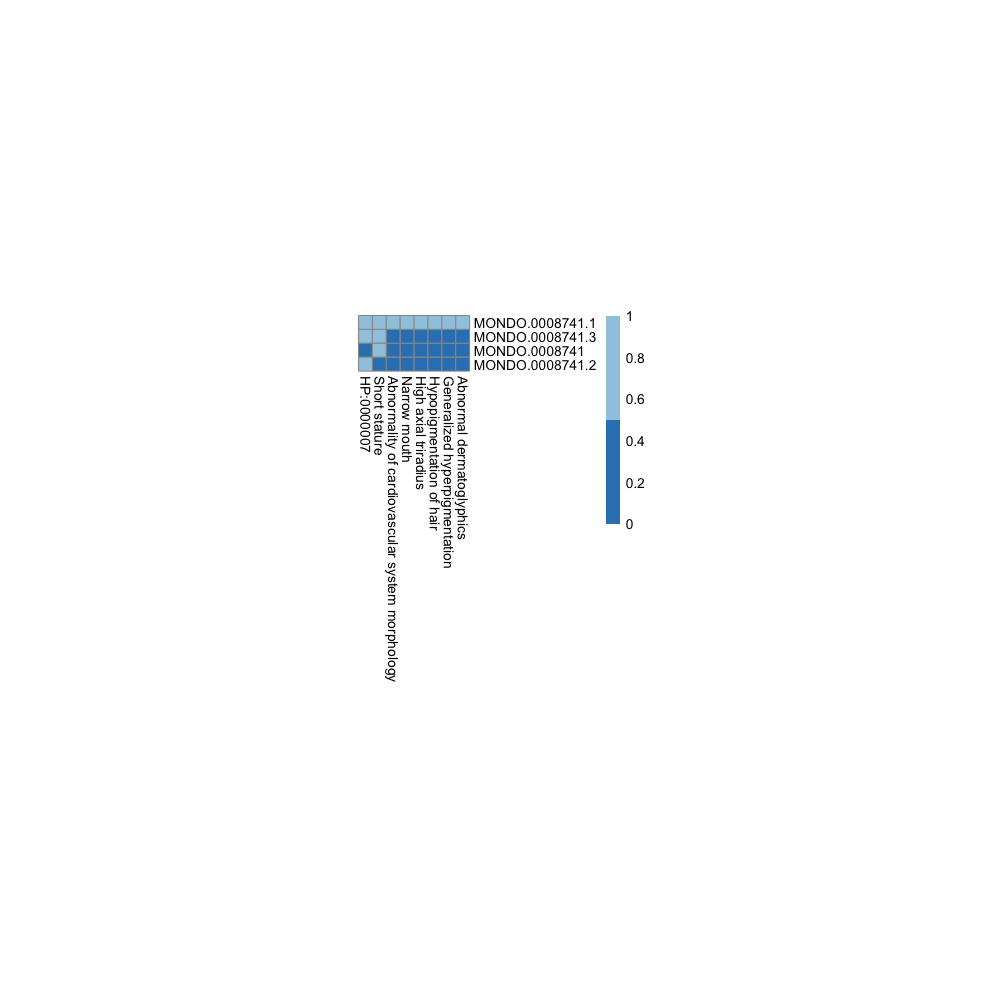 MONDO.0008741.1
MONDO.0008741.3
MONDO.0008741
MONDO.0008741.2
HP:0000007
Short stature
Abnormality of cardiovascular system morphology
Narrow mouth
High axial triradius
Hypopigmentation of hair
Generalized hyperpigmentation
Abnormal dermatoglyphics
1
0.8
0.6
0.4
0.2
0